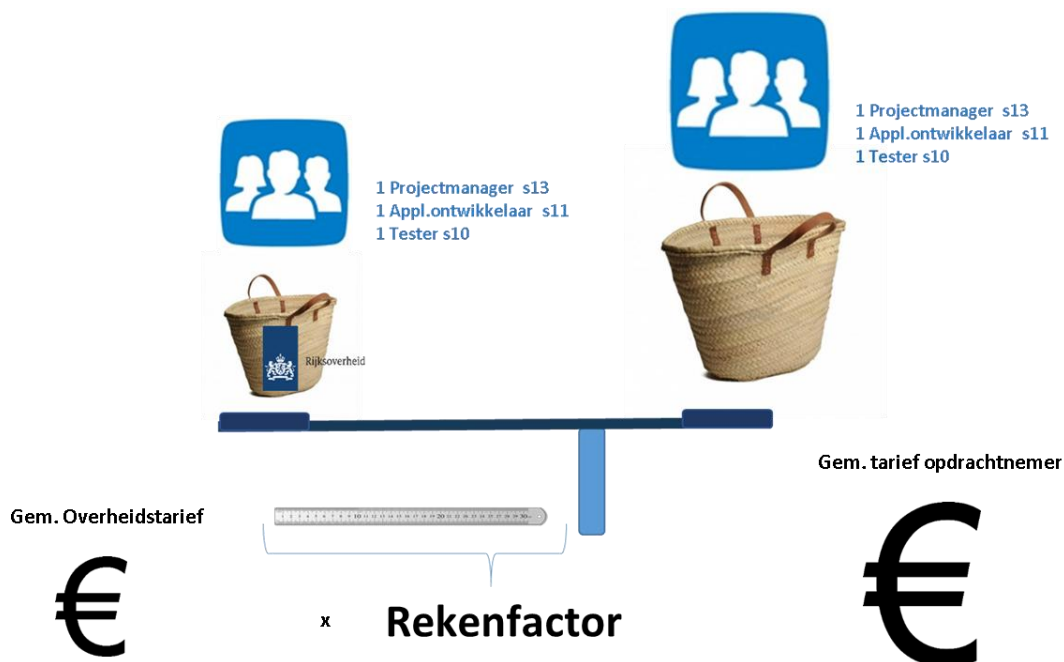 1 Projectmanager s13
1 Appl.ontwikkelaar s11
1 Tester s10
1 Projectmanager s13
1 Appl.ontwikkelaar s11
1 Tester s10
Rijksoverheid
Gem. tarief opdrachtnemer
Gem. Overheidstarief
€
x
Rekenfactor
€